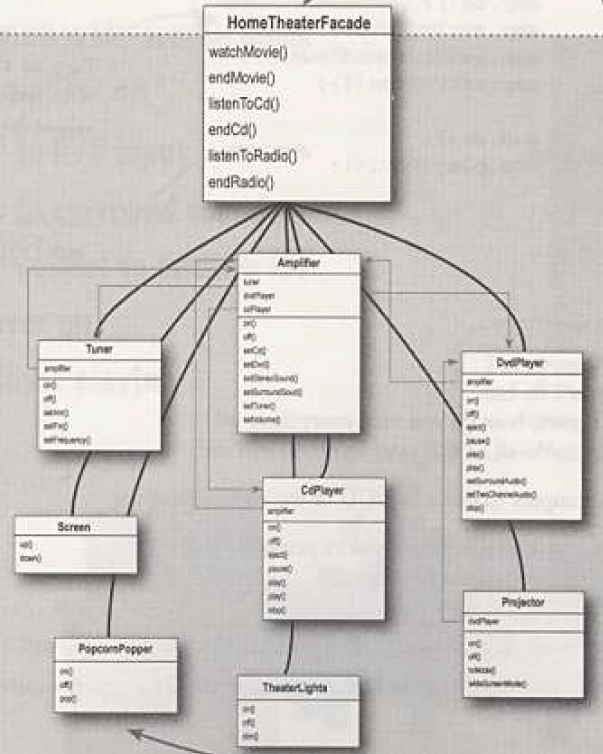 HomeTheaterFacade
watchMovie()
endMovie()
listenToCd()
endCd()
listenToRadio()
endRadio()
Amplifier
tuner
dvdPlayer
cdPlayer
on()
off()
setCd()
setDvd()
setStereoSound()
setSurroundSound()
setTuner()
setVolume()
Tuner
amplifier
on()
off()
setAm()
setFm()
setFrequency()
DvdPlayer
amplifier
on()
off()
eject()
pause()
play()
play()
setSurroundAudio()
setTwoChannelAudio()
stop()
Screen
up()
down()
CdPlayer
amplifier
on()
off()
eject()
pause()
play()
play()
stop()
PopcornPopper
on()
off()
pop()
TheaterLights
on()
off()
dim()
Projector
dvdPlayer
on()
off()
tvMode()
wideScreenMode()